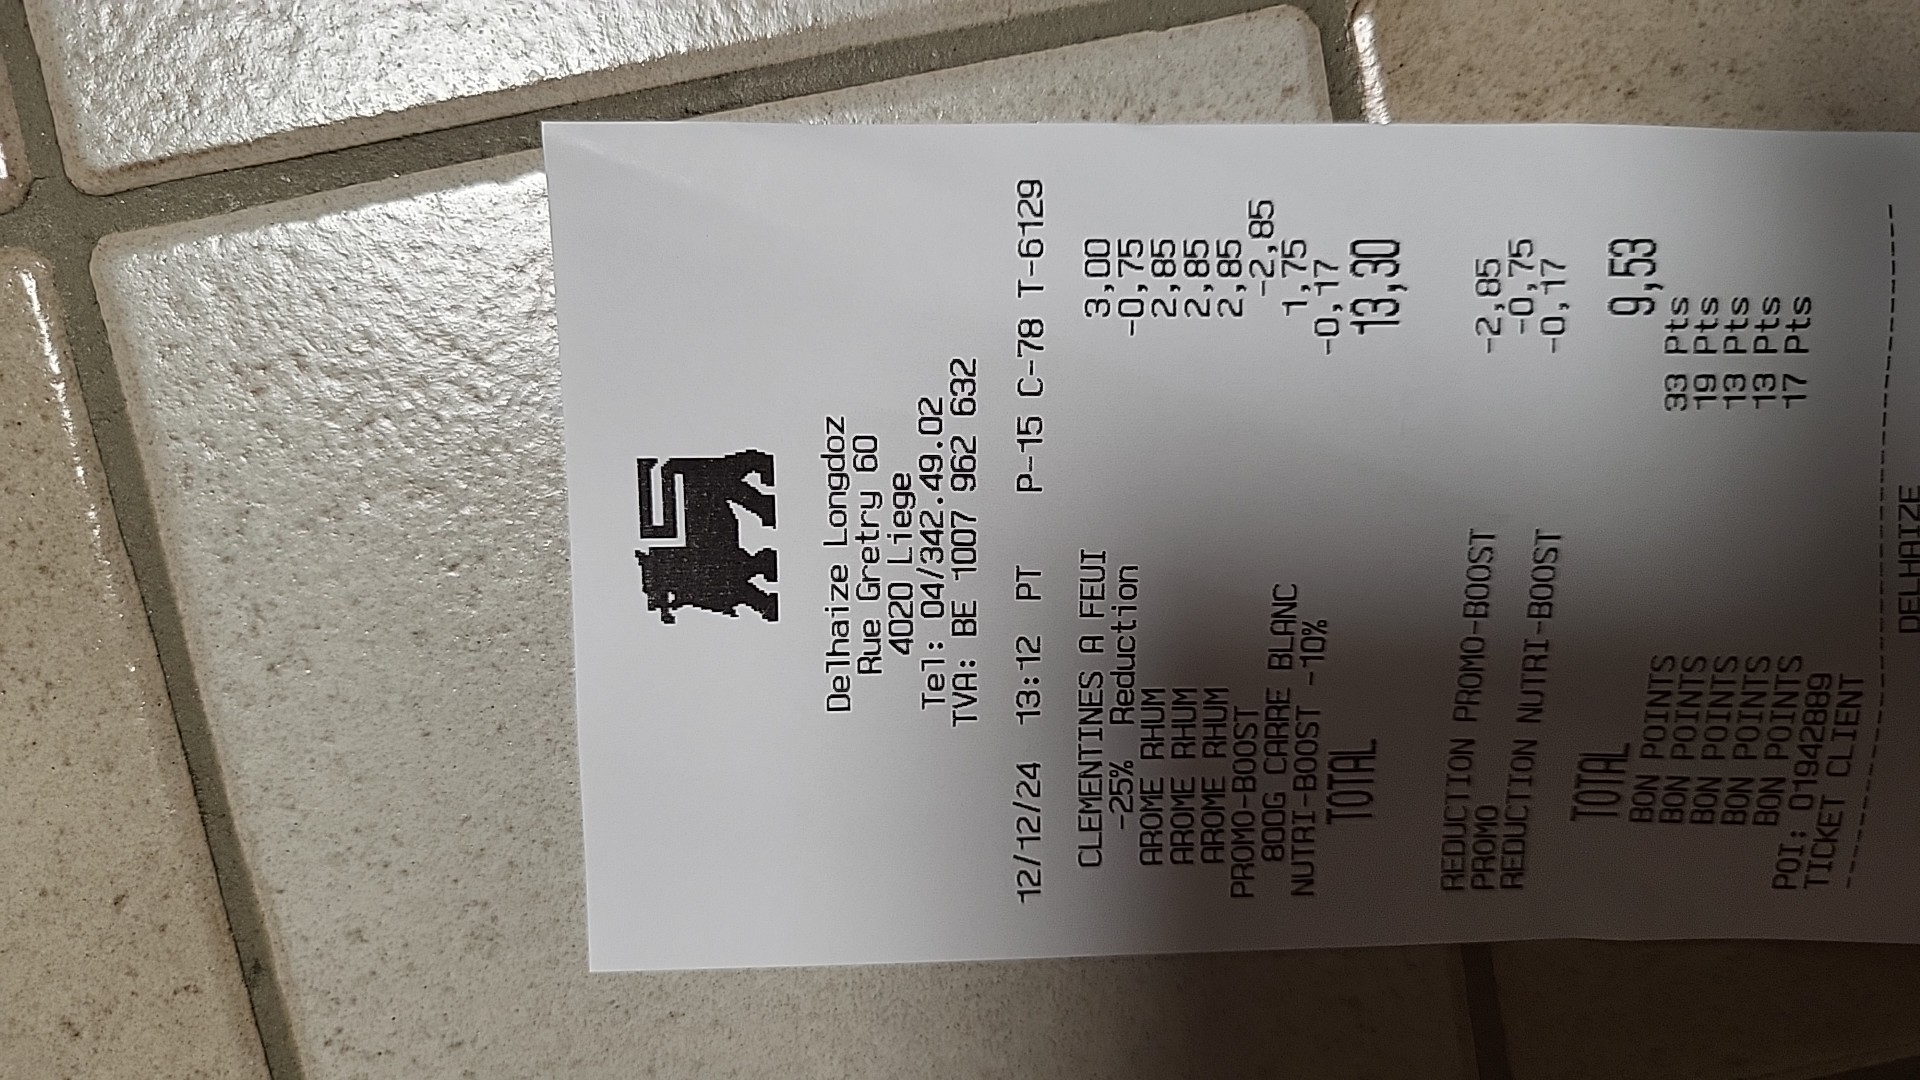 Delhaize Longdoz
Rue Gretry 60
4020 Liege
Tel: 04/342.49.02
TVA: BE 1007 962 632
12/12/24 13:12 PT P-15 C-78 T-6129
CLEMENTINES A FEUI 3,00
-25% Reduction -0,75
AROME RHUM 2,85
AROME RHUM 2,85
AROME RHUM 2,85
PROMO-BOOST -2,85
800G CARRE BLANC 1,75
NUTRI-BOOST -10% -0,17
TOTAL 13,30
REDUCTION PROMO-BOOST -2,85
PROMO -0,75
REDUCTION NUTRI-BOOST -0,17
TOTAL 9,53
BON POINTS 33 Pts
BON POINTS 19 Pts
BON POINTS 13 Pts
BON POINTS 13 Pts
BON POINTS 17 Pts
POI: 01942889
TICKET CLIENT
DELHAIZE